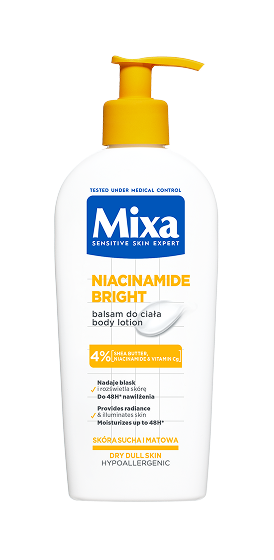 TESTED UNDER MEDICAL CONTROL
Mixa
SENSITIVE SKIN EXPERT
NIACINAMIDE
BRIGHT
balsam do ciała
body lotion
4% [SHEA BUTTER,
NIACINAMIDE & VITAMIN Cg]
Nadaje blask
i rozświetla skórę
Do 48H* nawilżenia
Provides radiance
& illuminates skin
Moisturizes up to 48H*
SKÓRA SUCHA I MATOWA
DRY DULL SKIN
HYPOALLERGENIC